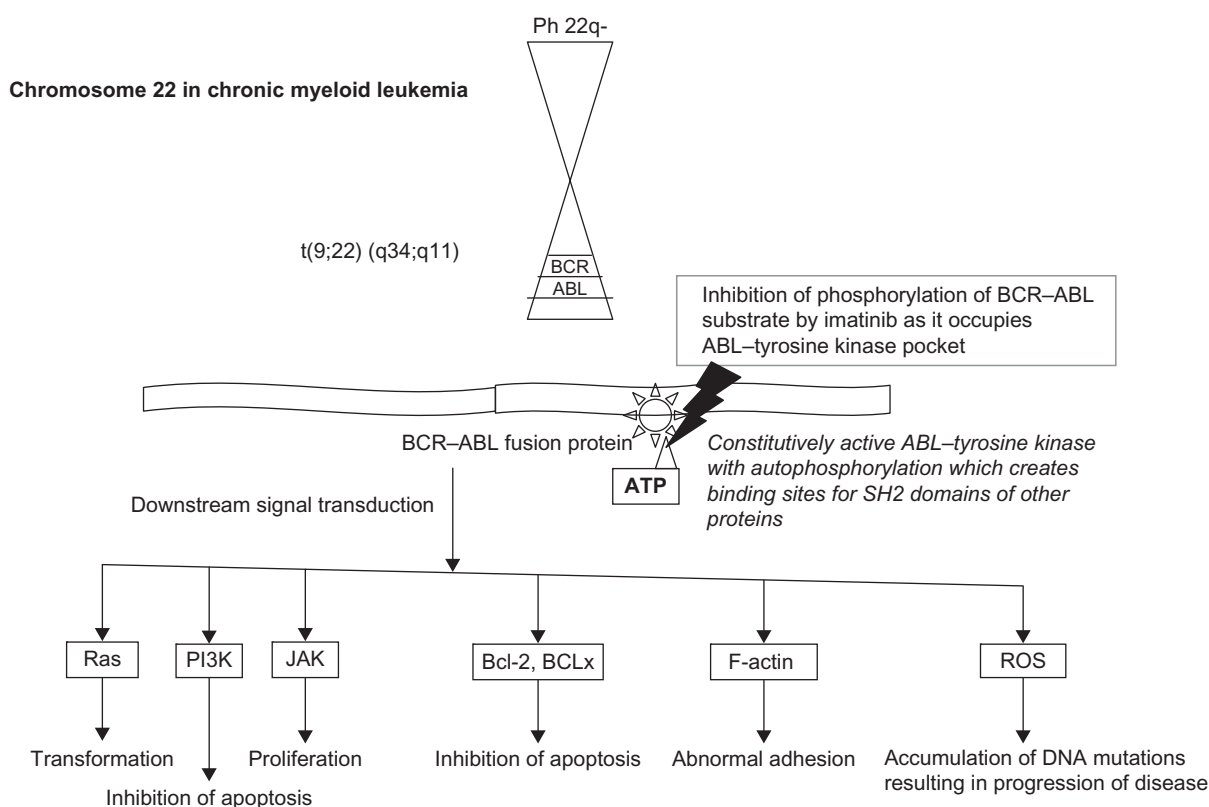 Ph 22q-
Chromosome 22 in chronic myeloid leukemia
t(9;22) (q34;q11)
BCR
ABL
Inhibition of phosphorylation of BCR–ABL
substrate by imatinib as it occupies
ABL–tyrosine kinase pocket
BCR–ABL fusion protein
ATP
Constitutively active ABL–tyrosine kinase
with autophosphorylation which creates
binding sites for SH2 domains of other
proteins
Downstream signal transduction
Ras
PI3K
JAK
Bcl-2, BCLx
F-actin
ROS
Transformation
Inhibition of apoptosis
Proliferation
Inhibition of apoptosis
Abnormal adhesion
Accumulation of DNA mutations
resulting in progression of disease